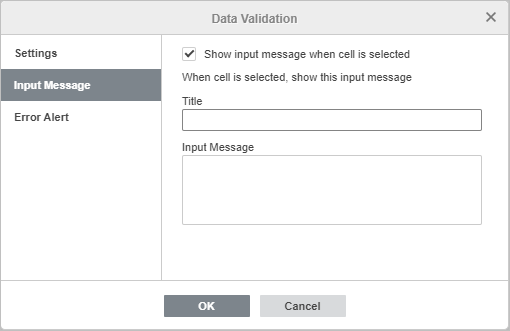 Data Validation
Settings
Input Message
Error Alert
Show input message when cell is selected
When cell is selected, show this input message
Title
Input Message
OK
Cancel